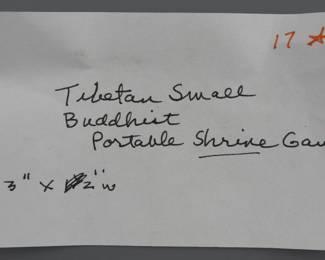 17
Tibetan Small
Buddhist
Portable Shrine Gau
3" x 2" w